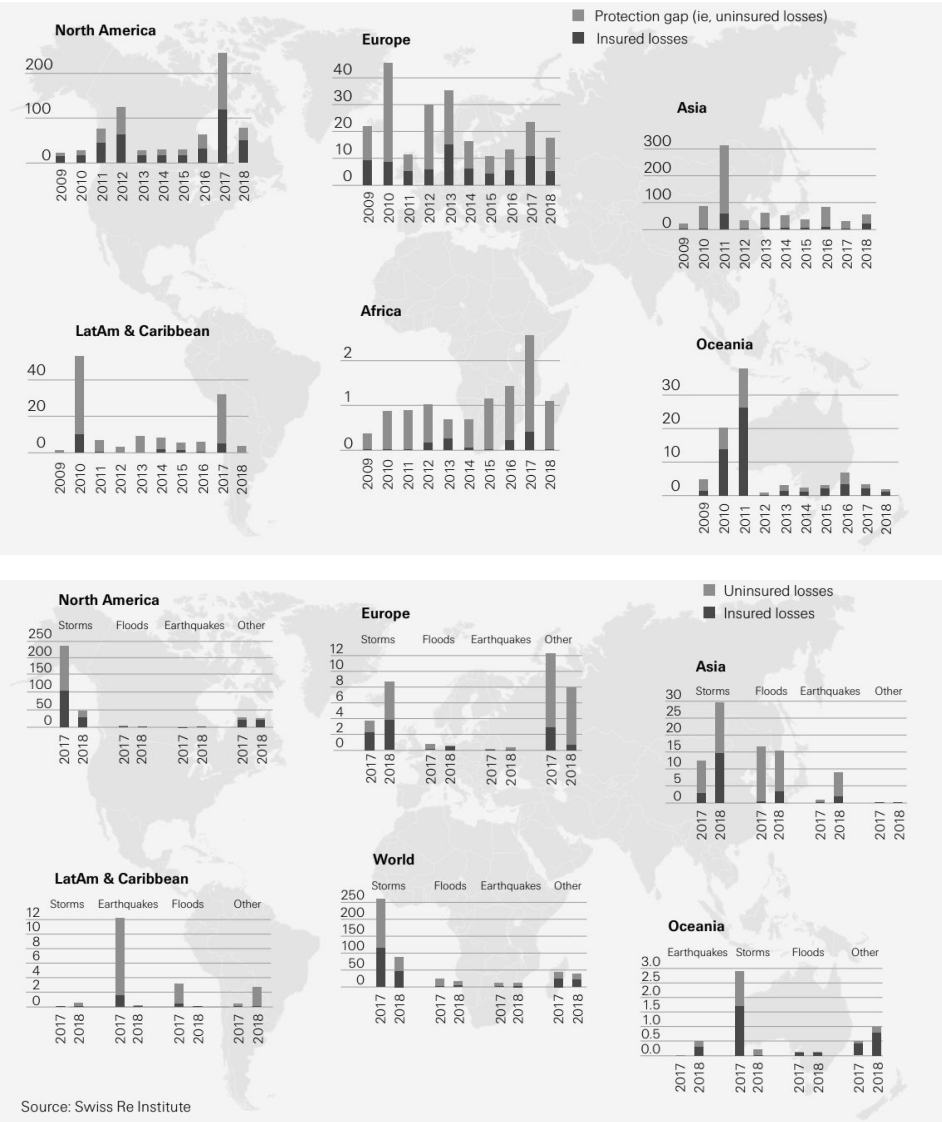 Protection gap (ie, uninsured losses)
Insured losses
North America
200
100
0
2009 2010 2011 2012 2013 2014 2015 2016 2017 2018
Europe
40
30
20
10
0
2009 2010 2011 2012 2013 2014 2015 2016 2017 2018
Asia
300
200
100
0
2009 2010 2011 2012 2013 2014 2015 2016 2017 2018
LatAm & Caribbean
40
20
0
2009 2010 2011 2012 2013 2014 2015 2016 2017 2018
Africa
2
1
0
2009 2010 2011 2012 2013 2014 2015 2016 2017 2018
Oceania
30
20
10
0
2009 2010 2011 2012 2013 2014 2015 2016 2017 2018
Uninsured losses
Insured losses
North America
Storms Floods Earthquakes Other
250
200
150
100
50
0
2017 2018 2017 2018 2017 2018 2017 2018
Europe
Storms Floods Earthquakes Other
12
10
8
6
4
2
0
2017 2018 2017 2018 2017 2018 2017 2018
Asia
Storms Floods Earthquakes Other
30
25
20
15
10
5
0
2017 2018 2017 2018 2017 2018 2017 2018
LatAm & Caribbean
Storms Earthquakes Floods Other
12
10
8
6
4
2
0
2017 2018 2017 2018 2017 2018 2017 2018
World
Storms Floods Earthquakes Other
250
200
150
100
50
0
2017 2018 2017 2018 2017 2018 2017 2018
Oceania
Earthquakes Storms Floods Other
3.0
2.5
2.0
1.5
1.0
0.5
0.0
2017 2018 2017 2018 2017 2018 2017 2018
Source: Swiss Re Institute